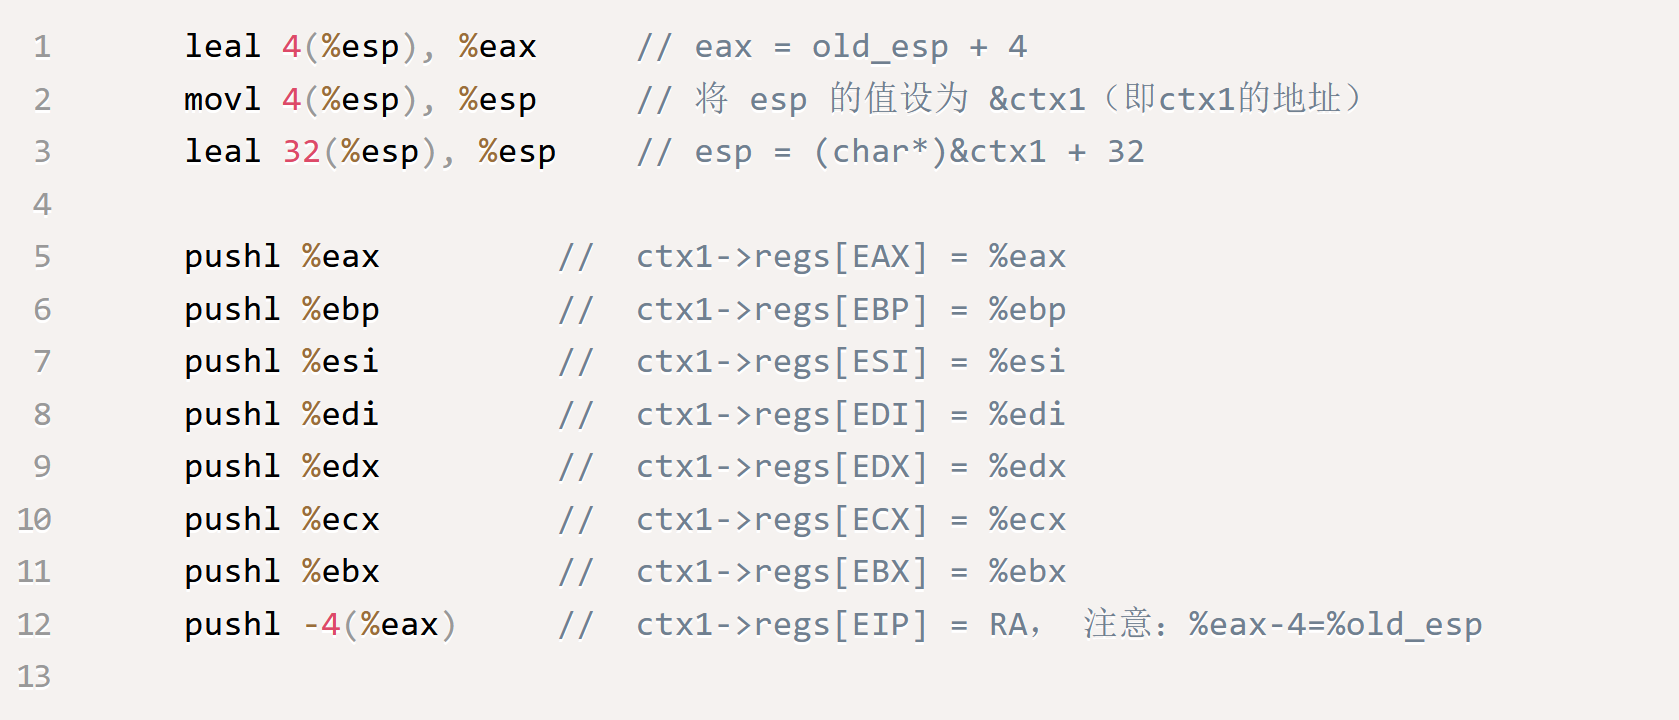 1 leal 4(%esp), %eax // eax = old_esp + 4
2 movl 4(%esp), %esp // 将 esp 的值设为 &ctx1（即ctx1的地址）
3 leal 32(%esp), %esp // esp = (char*)&ctx1 + 32
4
5 pushl %eax // ctx1->regs[EAX] = %eax
6 pushl %ebp // ctx1->regs[EBP] = %ebp
7 pushl %esi // ctx1->regs[ESI] = %esi
8 pushl %edi // ctx1->regs[EDI] = %edi
9 pushl %edx // ctx1->regs[EDX] = %edx
10 pushl %ecx // ctx1->regs[ECX] = %ecx
11 pushl %ebx // ctx1->regs[EBX] = %ebx
12 pushl -4(%eax) // ctx1->regs[EIP] = RA， 注意：%eax-4=%old_esp
13